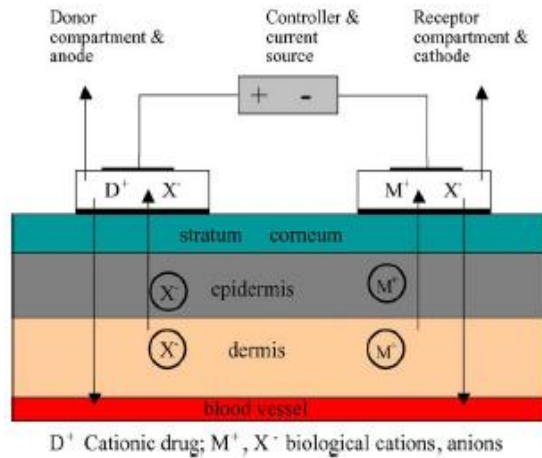 Donor
compartment &
anode
Controller &
current
source
Receptor
compartment &
cathode
+ -
D⁺ X⁻
M⁺ X⁻
stratum corneum
X⁻ epidermis M⁺
X⁻ dermis M⁺
blood vessel
D⁺ Cationic drug; M⁺, X⁻ biological cations, anions